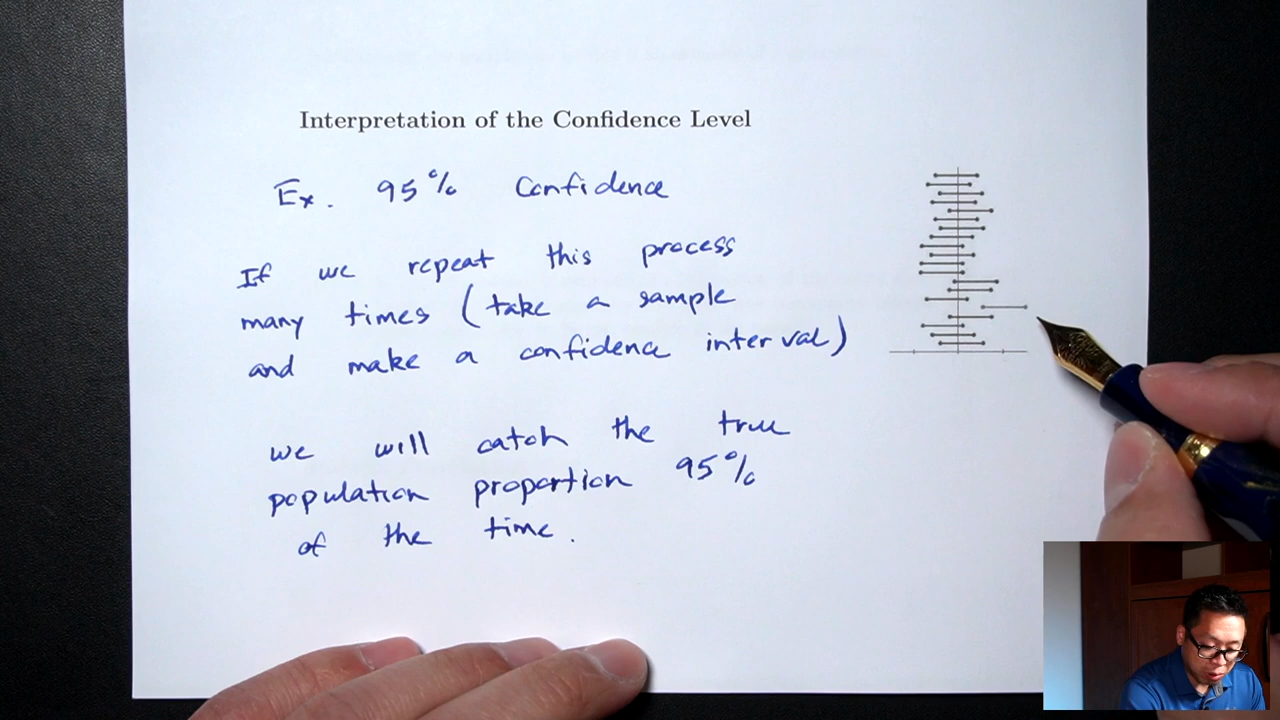 Interpretation of the Confidence Level
Ex. 95% Confidence
If we repeat this process
many times (take a sample
and make a confidence interval)
we will catch the true
population proportion 95%
of the time.